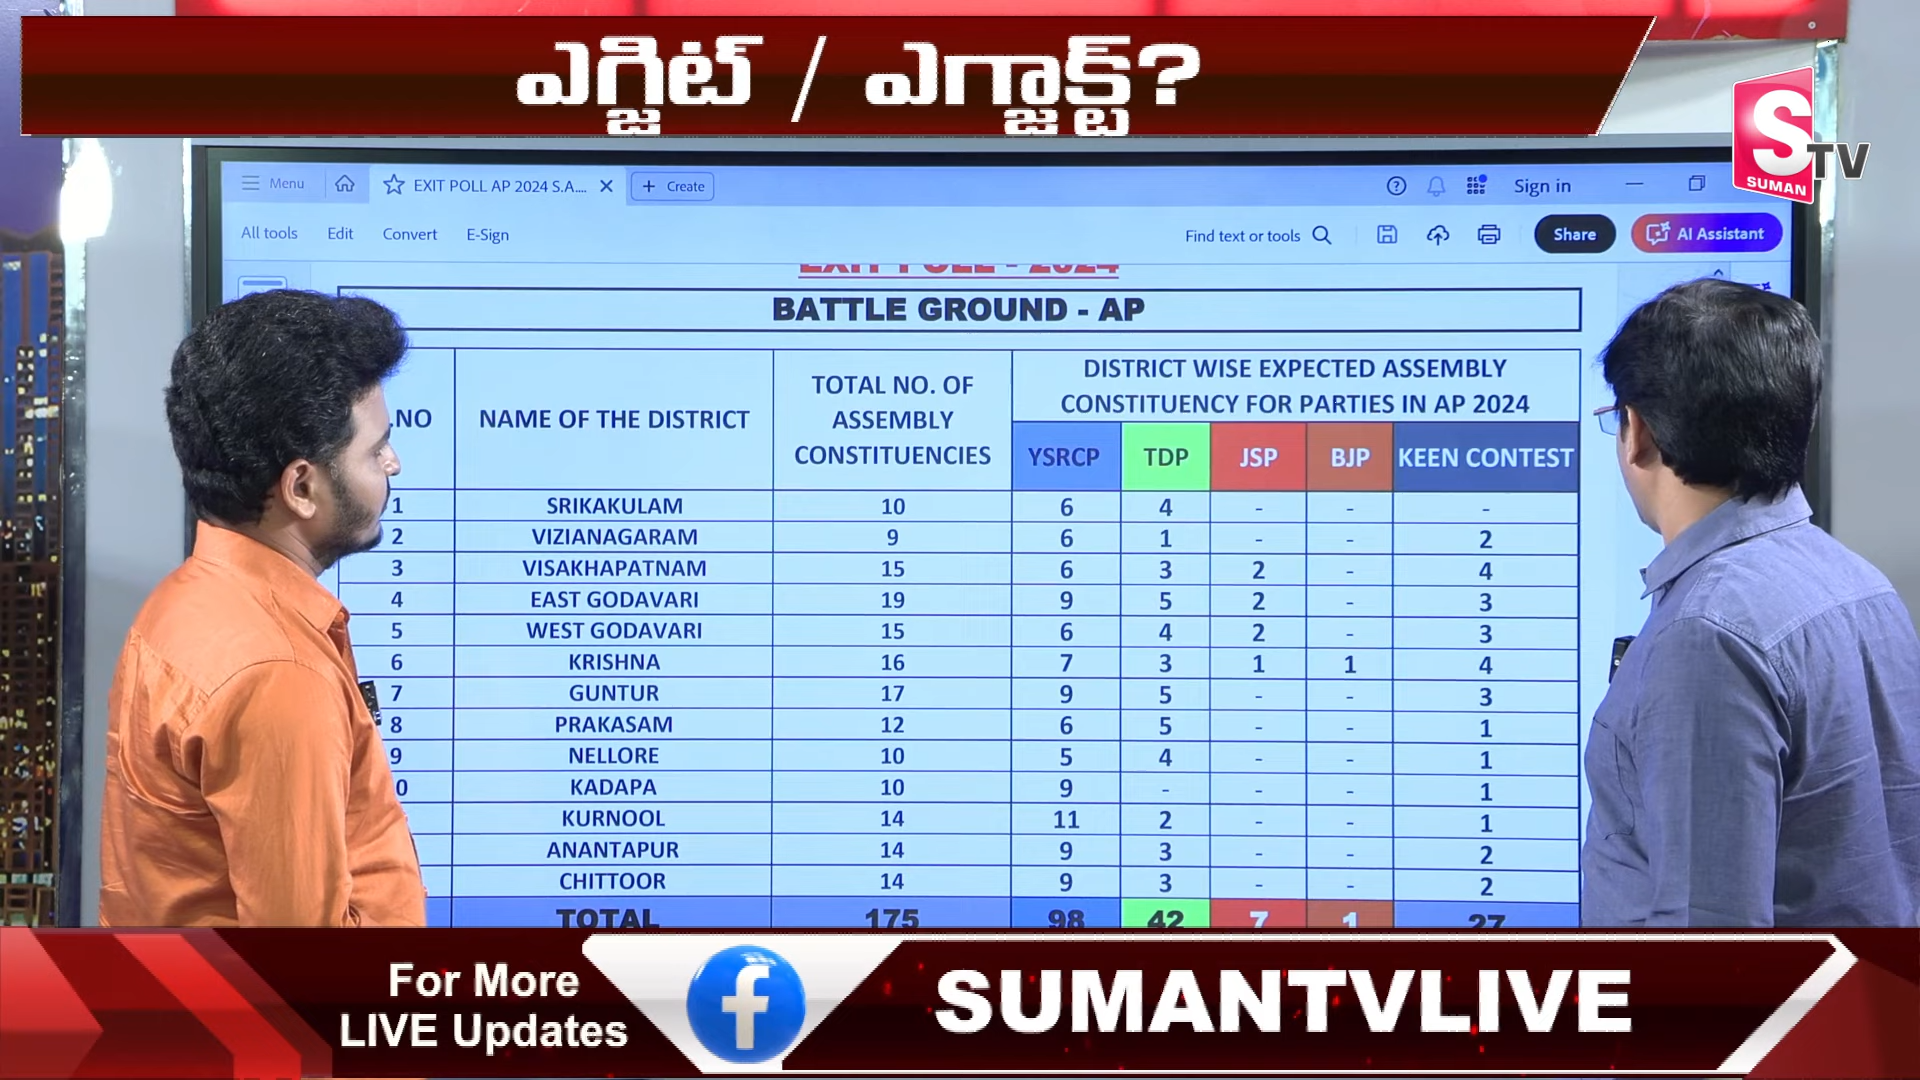 ఎగ్జిట్ / ఎగ్జాక్ట్?
S TV
SUMAN
Menu
EXIT POLL AP 2024 S.A....
Create
Sign in
All tools Edit Convert E-Sign
Find text or tools
Share
AI Assistant
EXIT POLL - 2024
BATTLE GROUND - AP
.NO NAME OF THE DISTRICT TOTAL NO. OF ASSEMBLY CONSTITUENCIES DISTRICT WISE EXPECTED ASSEMBLY
CONSTITUENCY FOR PARTIES IN AP 2024
YSRCP TDP JSP BJP KEEN CONTEST
1 SRIKAKULAM 10 6 4 - - -
2 VIZIANAGARAM 9 6 1 - - 2
3 VISAKHAPATNAM 15 6 3 2 - 4
4 EAST GODAVARI 19 9 5 2 - 3
5 WEST GODAVARI 15 6 4 2 - 3
6 KRISHNA 16 7 3 1 1 4
7 GUNTUR 17 9 5 - - 3
8 PRAKASAM 12 6 5 - - 1
9 NELLORE 10 5 4 - - 1
0 KADAPA 10 9 - - - 1
KURNOOL 14 11 2 - - 1
ANANTAPUR 14 9 3 - - 2
CHITTOOR 14 9 3 - - 2
TOTAL 175 98 42 7 1 27
For More
LIVE Updates
f
SUMANTVLIVE